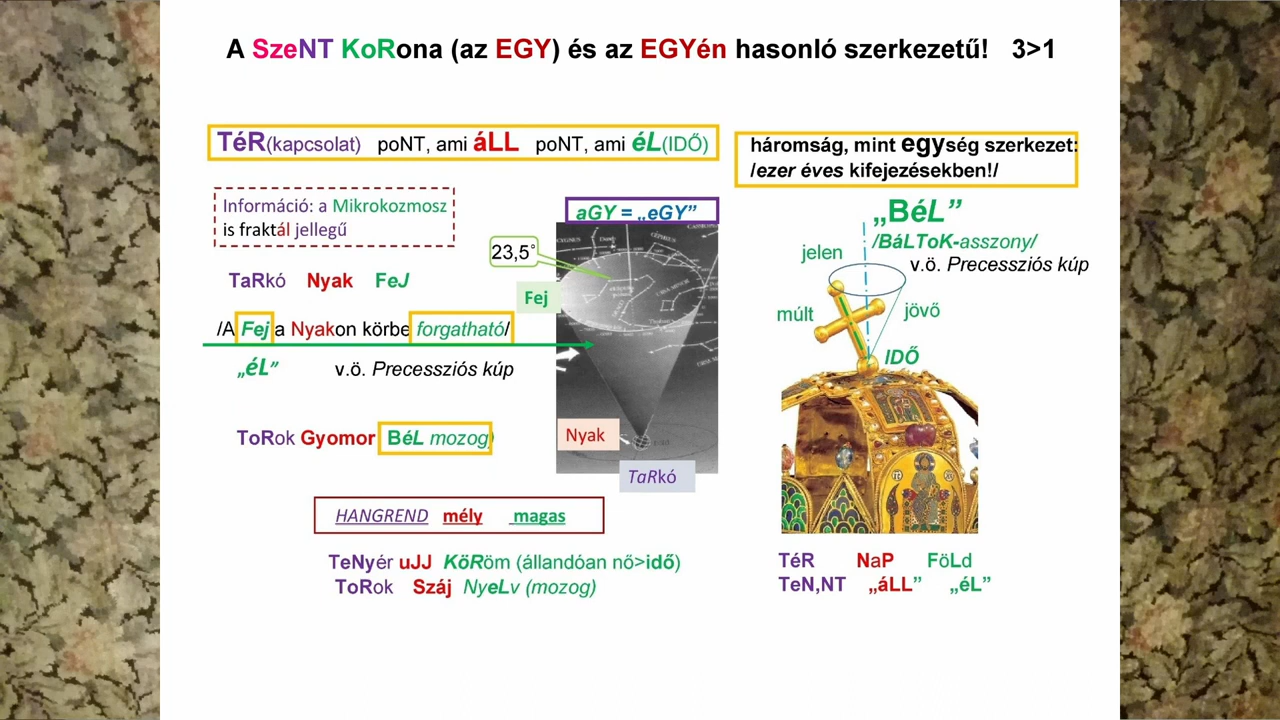 A SzeNT KoRona (az EGY) és az EGYén hasonló szerkezetű!   3>1
TéR(kapcsolat)   poNT, ami áLL   poNT, ami éL(IDŐ)
háromság, mint egység szerkezet:
/ezer éves kifejezésekben!/
Információ: a Mikrokozmosz
is fraktál jellegű
aGY = „eGY”
„BéL”
/BáLToK-asszony/
v.ö. Precessziós kúp
jelen
múlt
jövő
IDŐ
23,5°
TaRkó   Nyak   FeJ
Fej
/A Fej a Nyakon körbe forgatható/
„éL”   v.ö. Precessziós kúp
ToRok Gyomor BéL mozog
Nyak
TaRkó
CYGNUS
CEPHEUS
URSA MINOR
HANGREND   mély   magas
TeNyér uJJ KöRöm (állandóan nő>idő)
ToRok   Száj   NyeLv (mozog)
TéR   NaP   FöLd
TeN,NT   „áLL”   „éL”